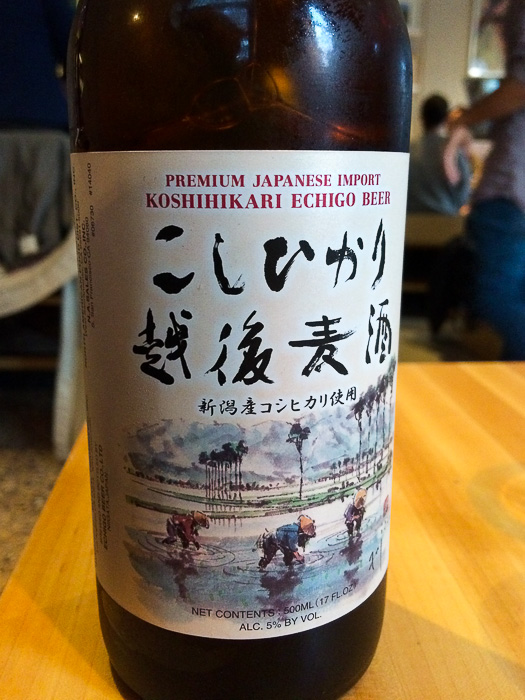 PREMIUM JAPANESE IMPORT
KOSHIHIKARI ECHIGO BEER
こしひかり
越後麦酒
新潟産コシヒカリ使用
NET CONTENTS : 500ML (17 FL.OZ)
ALC. 5% BY VOL.